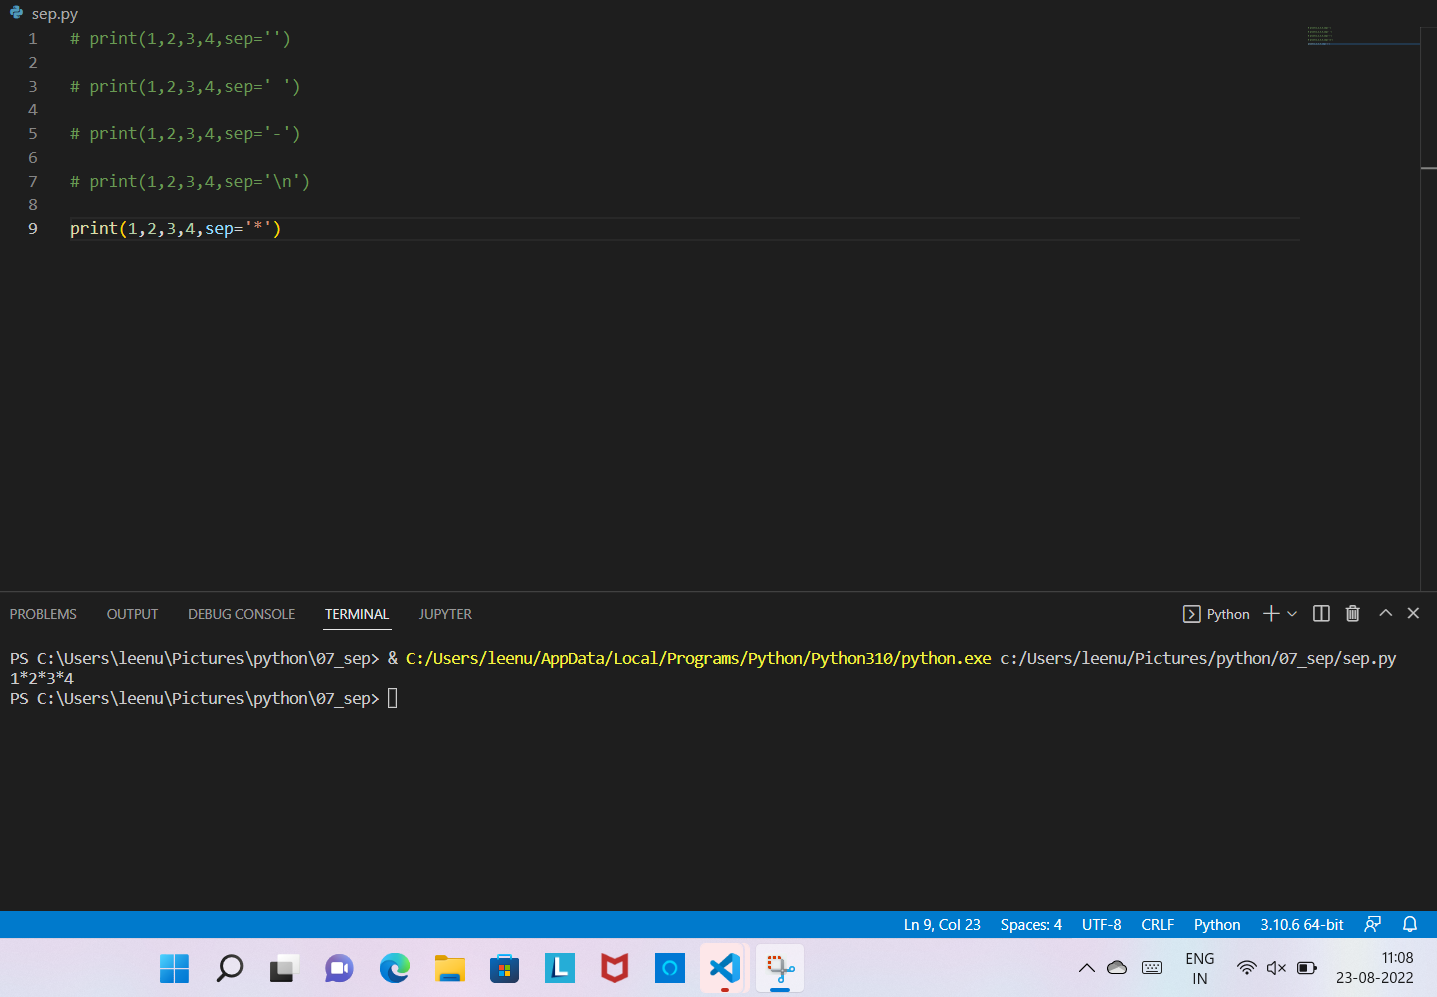 sep.py
1 # print(1,2,3,4,sep='')
2
3 # print(1,2,3,4,sep=' ')
4
5 # print(1,2,3,4,sep='-')
6
7 # print(1,2,3,4,sep='\n')
8
9 print(1,2,3,4,sep='*')
PROBLEMS OUTPUT DEBUG CONSOLE TERMINAL JUPYTER Python
PS C:\Users\leenu\Pictures\python\07_sep> & C:/Users/leenu/AppData/Local/Programs/Python/Python310/python.exe c:/Users/leenu/Pictures/python/07_sep/sep.py
1*2*3*4
PS C:\Users\leenu\Pictures\python\07_sep>
Ln 9, Col 23 Spaces: 4 UTF-8 CRLF Python 3.10.6 64-bit
L
ENG 11:08
IN 23-08-2022